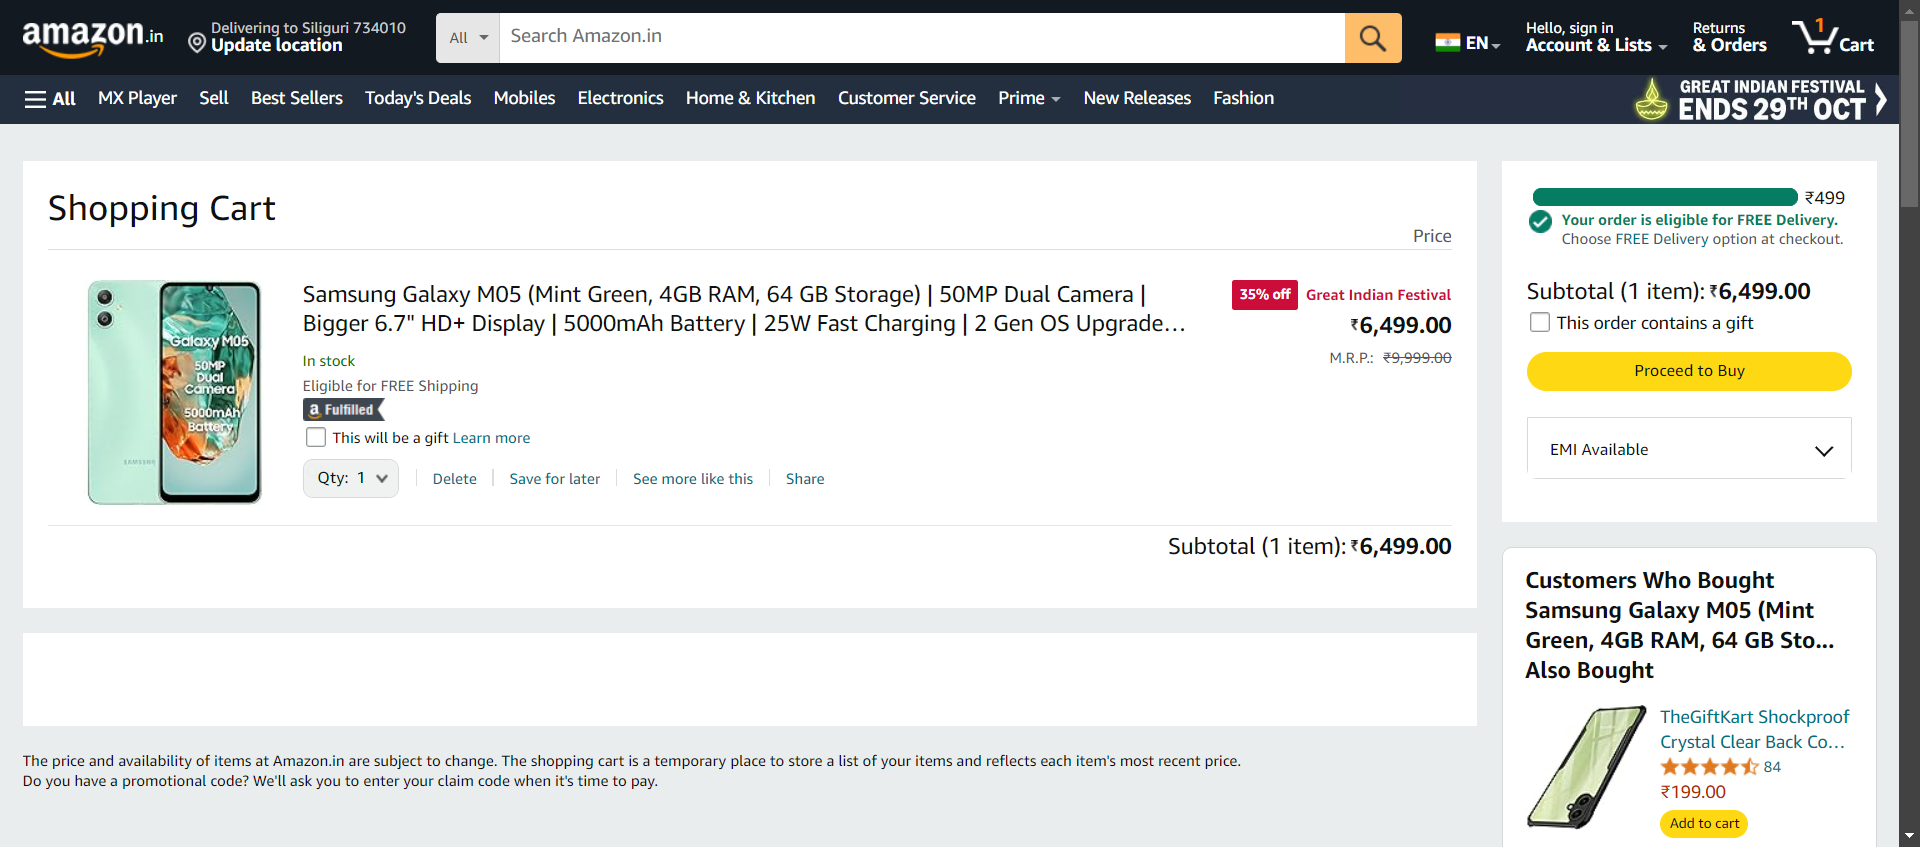 amazon.in
Delivering to Siliguri 734010
Update location
All
Search Amazon.in
EN
Hello, sign in
Account & Lists
Returns
& Orders
1
Cart
All
MX Player
Sell
Best Sellers
Today's Deals
Mobiles
Electronics
Home & Kitchen
Customer Service
Prime
New Releases
Fashion
GREAT INDIAN FESTIVAL
ENDS 29TH OCT
Shopping Cart
Price
Galaxy M05
50MP
Dual
Camera
5000mAh
Battery
SAMSUNG
Samsung Galaxy M05 (Mint Green, 4GB RAM, 64 GB Storage) | 50MP Dual Camera |
Bigger 6.7" HD+ Display | 5000mAh Battery | 25W Fast Charging | 2 Gen OS Upgrade…
35% off Great Indian Festival
₹6,499.00
M.R.P.: ₹9,999.00
In stock
Eligible for FREE Shipping
a Fulfilled
This will be a gift Learn more
Qty: 1
Delete
Save for later
See more like this
Share
Subtotal (1 item): ₹6,499.00
The price and availability of items at Amazon.in are subject to change. The shopping cart is a temporary place to store a list of your items and reflects each item's most recent price.
Do you have a promotional code? We'll ask you to enter your claim code when it's time to pay.
₹499
Your order is eligible for FREE Delivery.
Choose FREE Delivery option at checkout.
Subtotal (1 item): ₹6,499.00
This order contains a gift
Proceed to Buy
EMI Available
Customers Who Bought
Samsung Galaxy M05 (Mint
Green, 4GB RAM, 64 GB Sto...
Also Bought
TheGiftKart Shockproof
Crystal Clear Back Co…
84
₹199.00
Add to cart